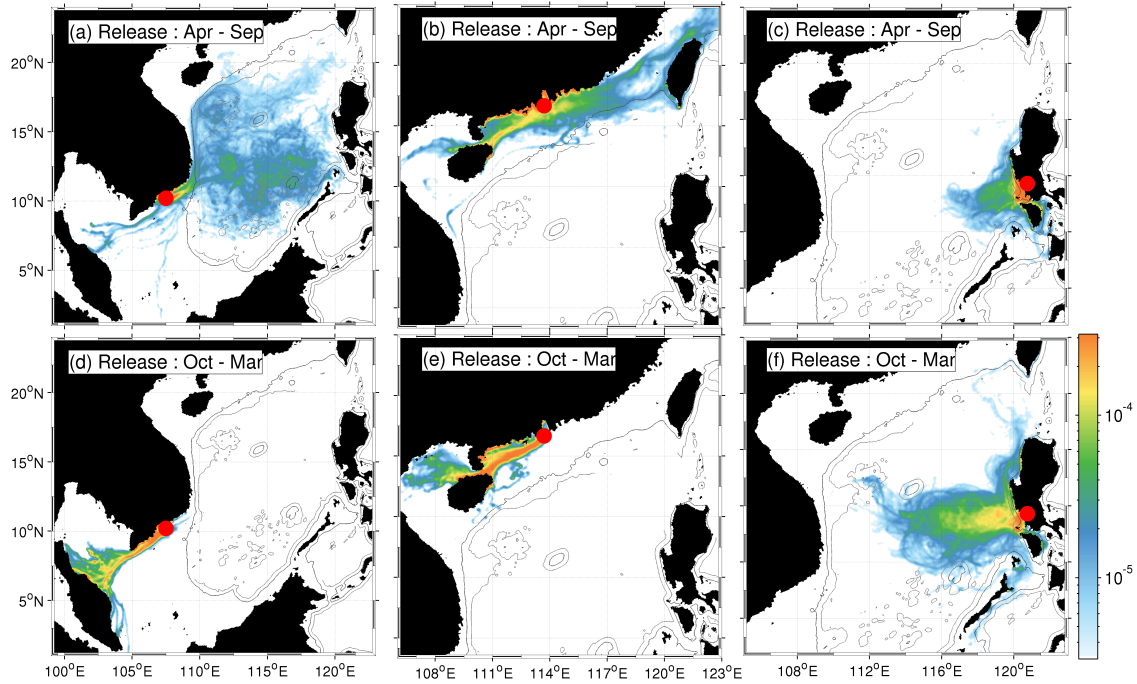 (a) Release : Apr - Sep
(b) Release : Apr - Sep
(c) Release : Apr - Sep
20°N
15°N
10°N
5°N
(d) Release : Oct - Mar
(e) Release : Oct - Mar
(f) Release : Oct - Mar
20°N
15°N
10°N
5°N
10⁻⁴
10⁻⁵
100°E 105°E 110°E 115°E 120°E 108°E 111°E 114°E 117°E 120°E 123°E 108°E 112°E 116°E 120°E